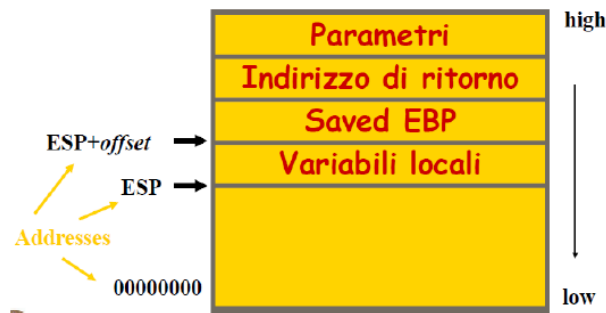 high
Parametri
Indirizzo di ritorno
Saved EBP
ESP+offset
Variabili locali
ESP
Addresses
00000000
low